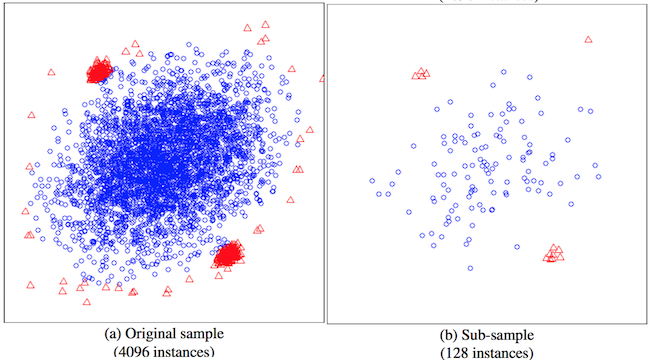 (a) Original sample
(4096 instances)
(b) Sub-sample
(128 instances)